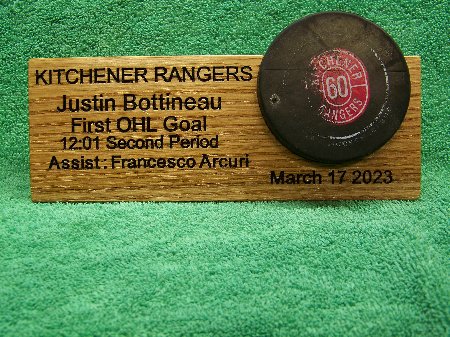 KITCHENER RANGERS
Justin Bottineau
First OHL Goal
12:01 Second Period
Assist : Francesco Arcuri
March 17 2023
KITCHENER
60
RANGERS